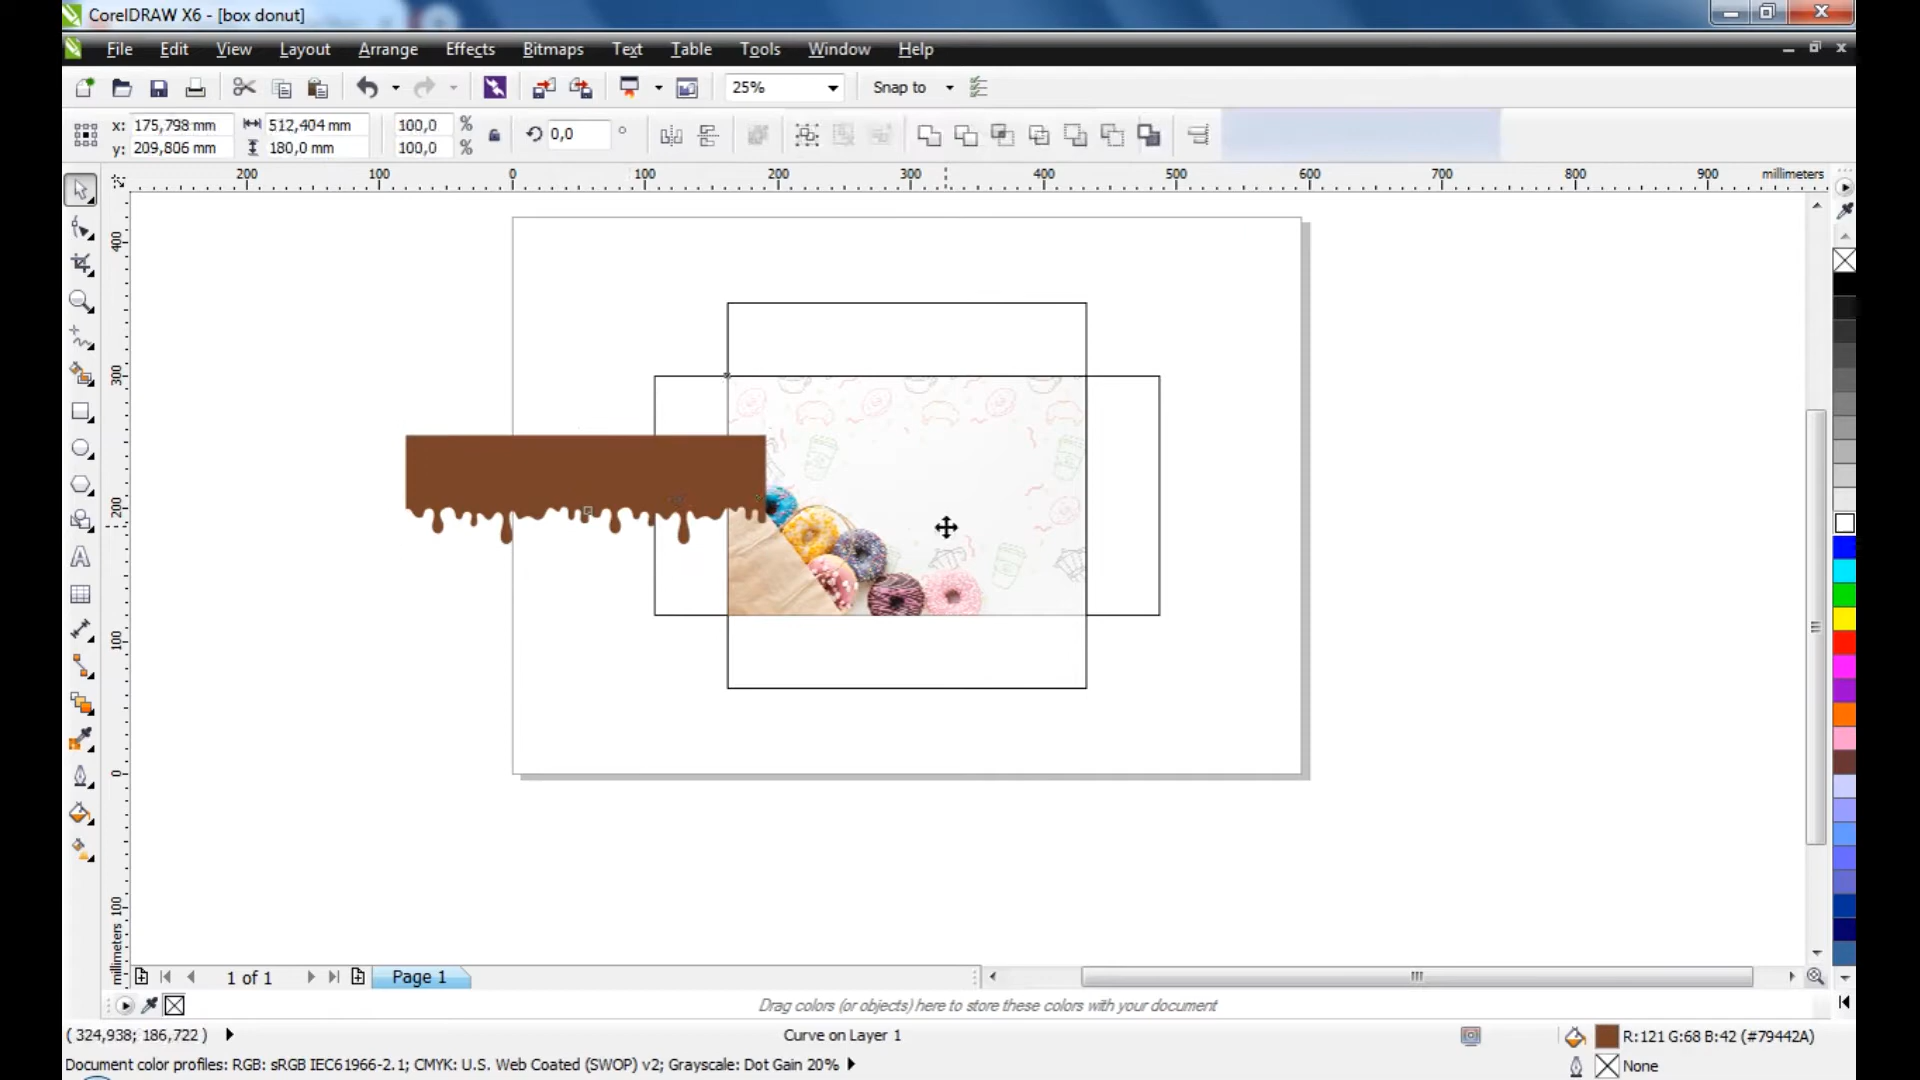 CorelDRAW X6 - [box donut]
File Edit View Layout Arrange Effects Bitmaps Text Table Tools Window Help
25% Snap to
x: 175,798 mm 512,404 mm 100,0 % 0,0 °
y: 209,806 mm 180,0 mm 100,0 %
200 100 0 100 200 300 400 500 600 700 800 900 millimeters
400
300
200
100
0
100
millimeters
1 of 1 Page 1
Drag colors (or objects) here to store these colors with your document
( 324,938; 186,722 ) Curve on Layer 1 R:121 G:68 B:42 (#79442A)
Document color profiles: RGB: sRGB IEC61966-2.1; CMYK: U.S. Web Coated (SWOP) v2; Grayscale: Dot Gain 20% None